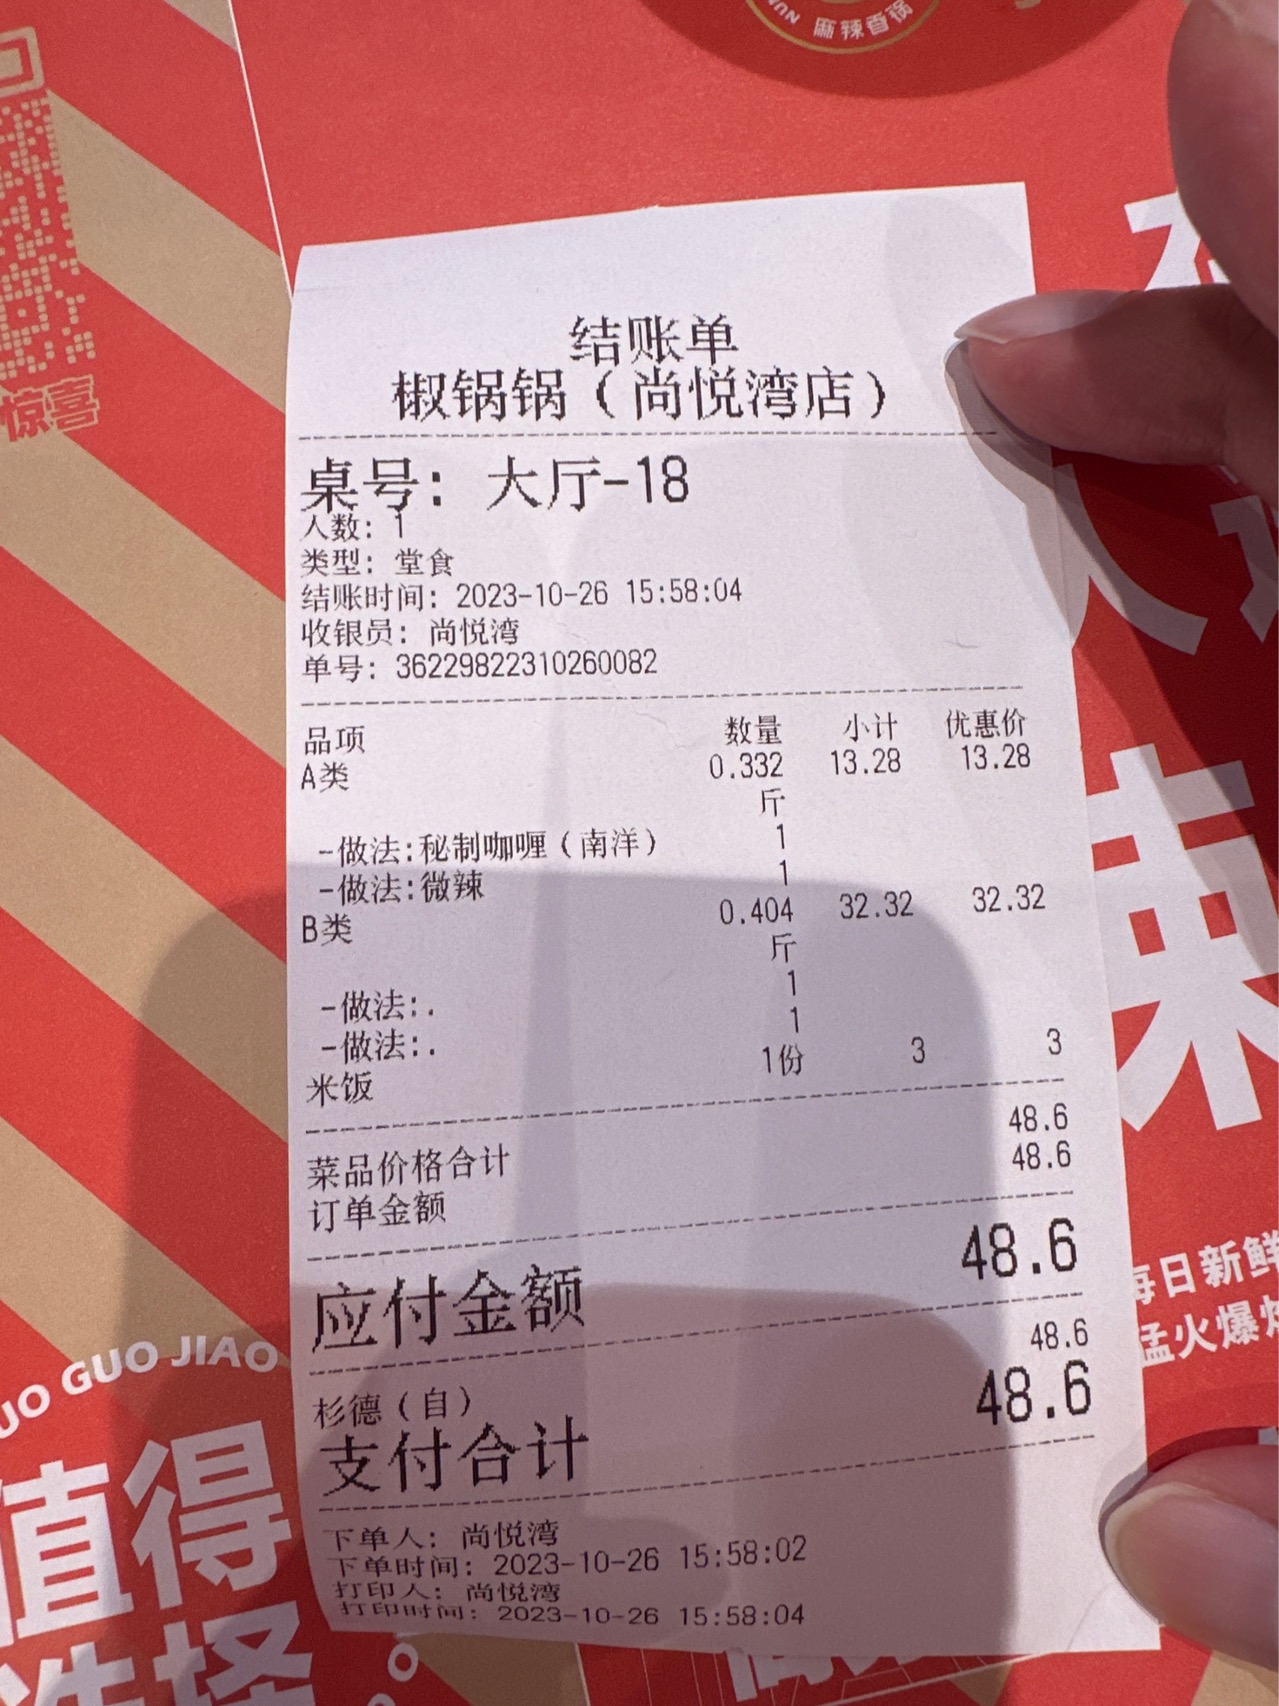 麻辣香锅
惊喜
结账单
椒锅锅（尚悦湾店）
桌号：大厅-18
人数：1
类型：堂食
结账时间：2023-10-26 15:58:04
收银员：尚悦湾
单号：36229822310260082
品项 数量 小计 优惠价
A类 0.332 13.28 13.28
斤
-做法:秘制咖喱（南洋） 1
-做法:微辣 1
B类 0.404 32.32 32.32
斤
-做法:. 1
-做法:. 1
米饭 1份 3 3
菜品价格合计 48.6
订单金额 48.6
应付金额 48.6
杉德（自） 48.6
支付合计 48.6
下单人：尚悦湾
下单时间：2023-10-26 15:58:02
打印人：尚悦湾
打印时间：2023-10-26 15:58:04
每日新鲜
猛火爆炒
UO GUO JIAO
值得
选择。